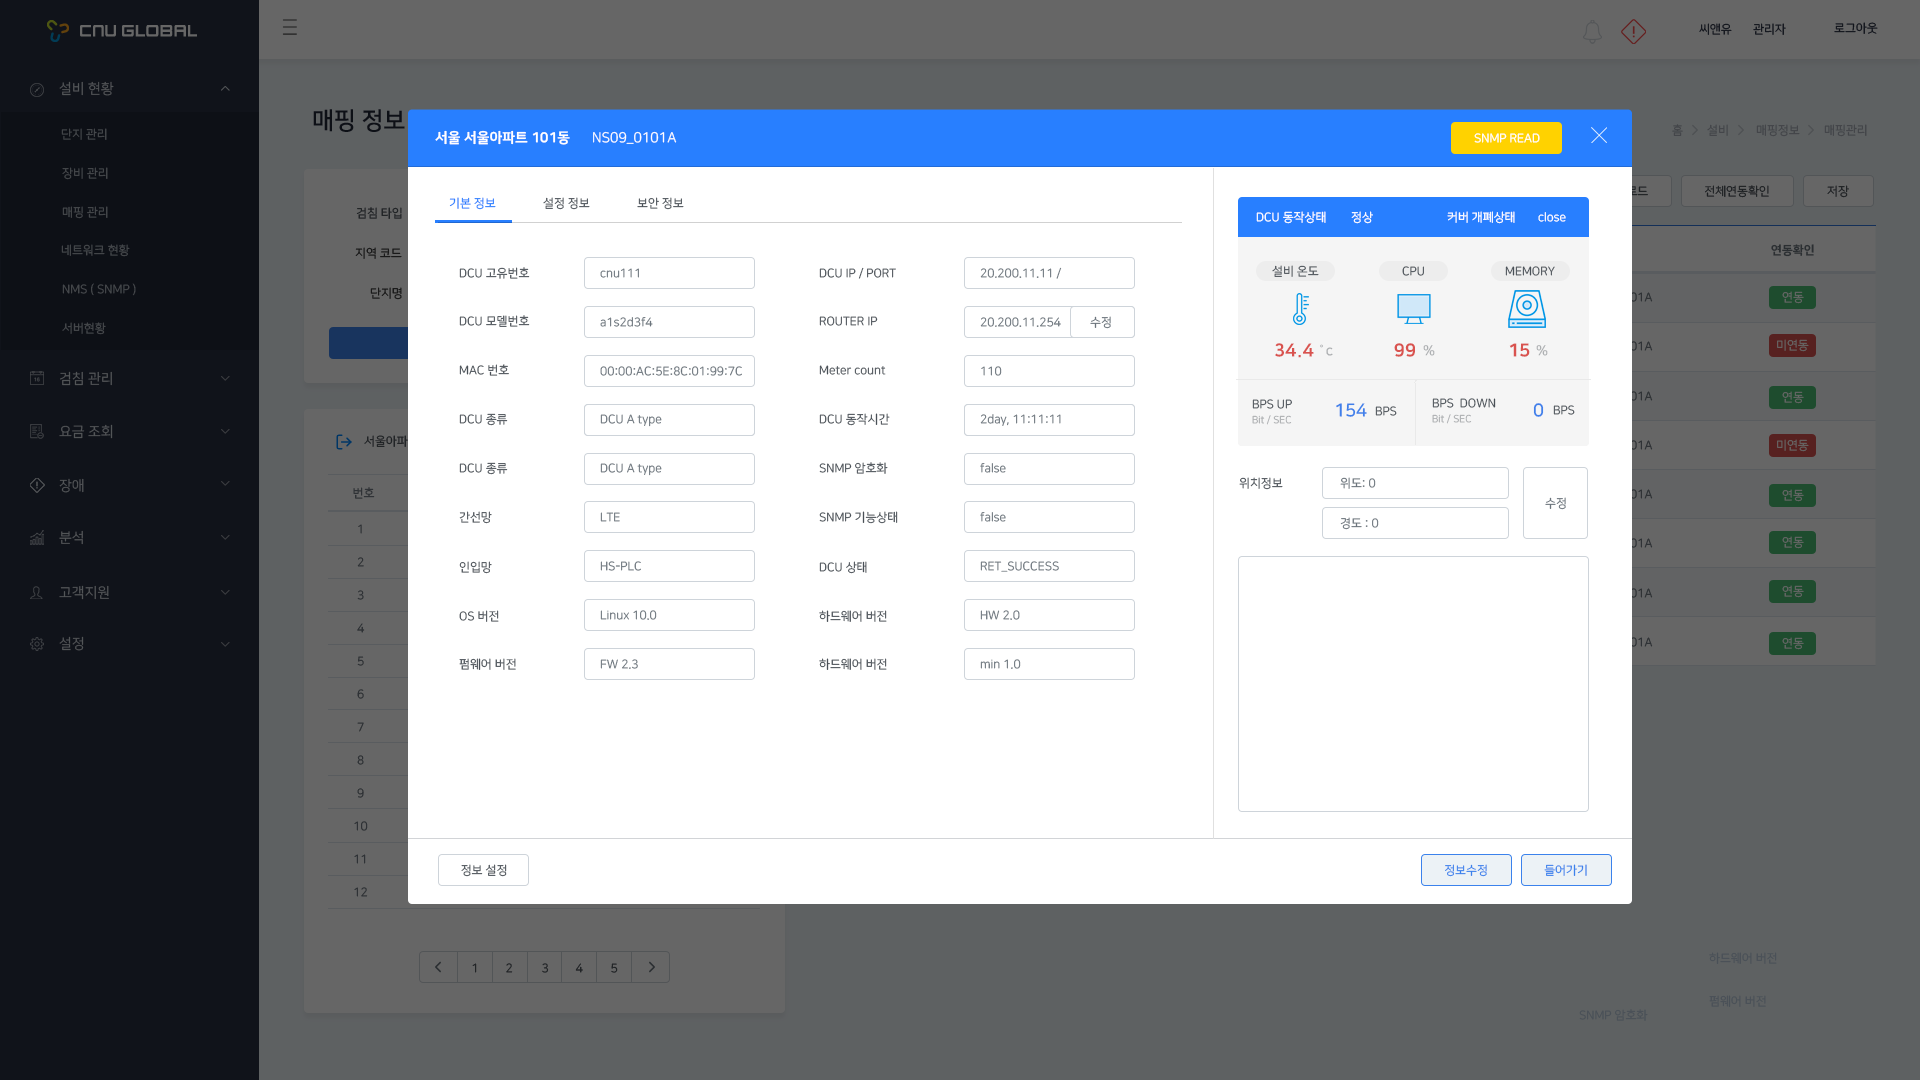 CNU GLOBAL
씨앤유 관리자 로그아웃
설비 현황
단지 관리
장비 관리
매핑 관리
네트워크 현황
NMS ( SNMP )
서버현황
검침 관리
요금 조회
장애
분석
고객지원
설정
매핑 정보
홈 설비 매핑정보 매핑관리
검침 타입
지역 코드
단지명
전체연동확인 저장
서울아파
번호
1
2
3
4
5
6
7
8
9
10
11
12
1 2 3 4 5
서울 서울아파트 101동 NS09_0101A
SNMP READ
기본 정보 설정 정보 보안 정보
DCU 고유번호 cnu111 DCU IP / PORT 20.200.11.11 /
DCU 모델번호 a1s2d3f4 ROUTER IP 20.200.11.254 수정
MAC 번호 00:00:AC:5E:8C:01:99:7C Meter count 110
DCU 종류 DCU A type DCU 동작시간 2day, 11:11:11
DCU 종류 DCU A type SNMP 암호화 false
간선망 LTE SNMP 기능상태 false
인입망 HS-PLC DCU 상태 RET_SUCCESS
OS 버전 Linux 10.0 하드웨어 버전 HW 2.0
펌웨어 버전 FW 2.3 하드웨어 버전 min 1.0
DCU 동작상태 정상 커버 개폐상태 close
설비 온도 CPU MEMORY
34.4 °C 99 % 15 %
BPS UP 154 BPS BPS DOWN 0 BPS
Bit / SEC Bit / SEC
위치정보 위도: 0
경도 : 0
수정
정보 설정 정보수정 들어가기
연동확인
01A 연동
01A 미연동
01A 연동
01A 미연동
01A 연동
01A 연동
01A 연동
01A 연동
하드웨어 버전
펌웨어 버전
SNMP 암호화